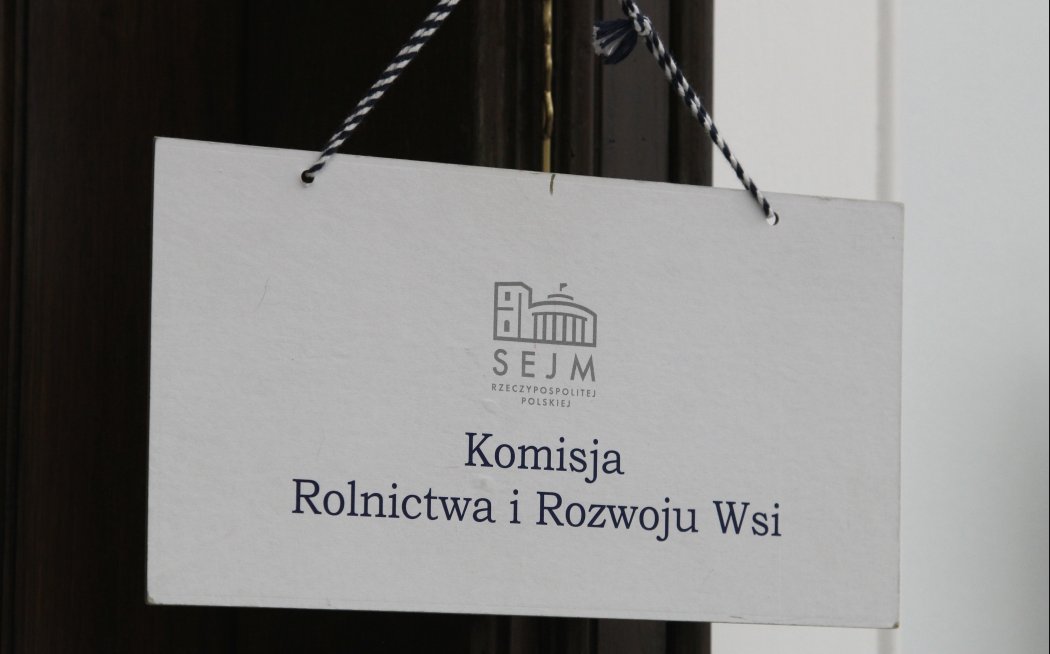 SEJM
RZECZYPOSPOLITEJ
POLSKIEJ
Komisja
Rolnictwa i Rozwoju Wsi